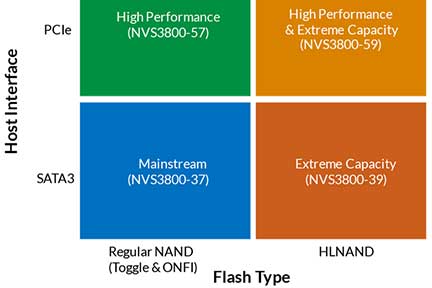 PCIe
High Performance
(NVS3800-57)
High Performance
& Extreme Capacity
(NVS3800-59)
Host Interface
SATA3
Mainstream
(NVS3800-37)
Extreme Capacity
(NVS3800-39)
Regular NAND
(Toggle & ONFI)
HLNAND
Flash Type